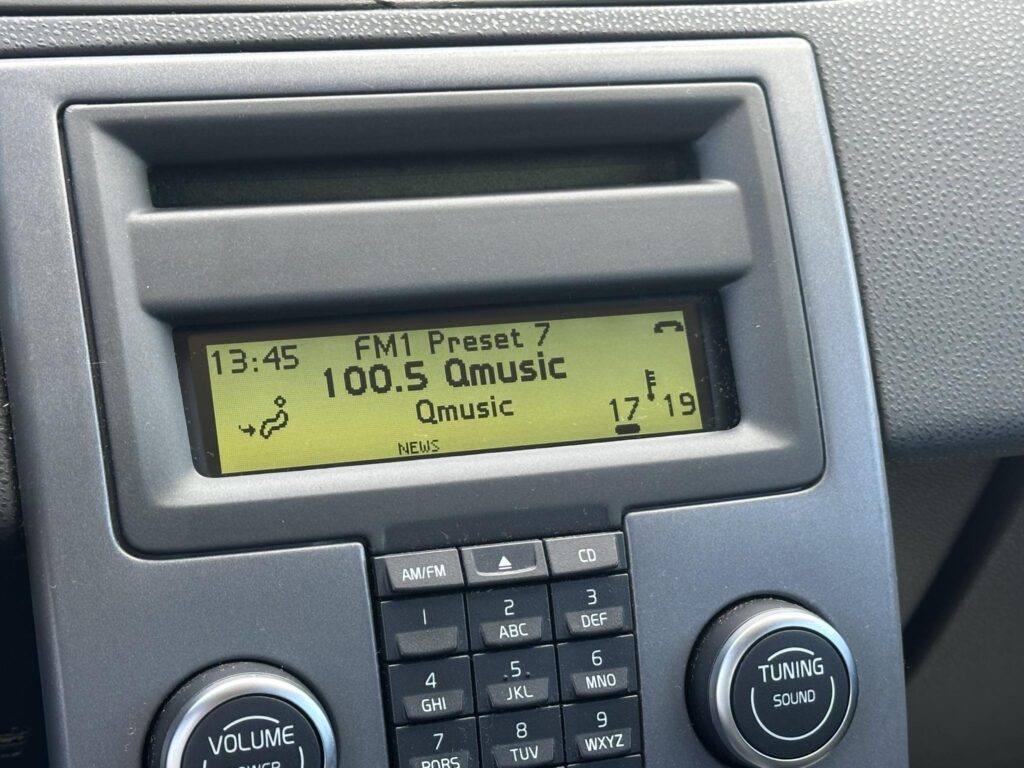 FM1 Preset 7
13:45
100.5 Qmusic
Qmusic
17 19
NEWS
AM/FM
CD
1
2
ABC
3
DEF
4
GHI
5
JKL
6
MNO
7
PQRS
8
TUV
9
WXYZ
VOLUME
POWER
TUNING
SOUND